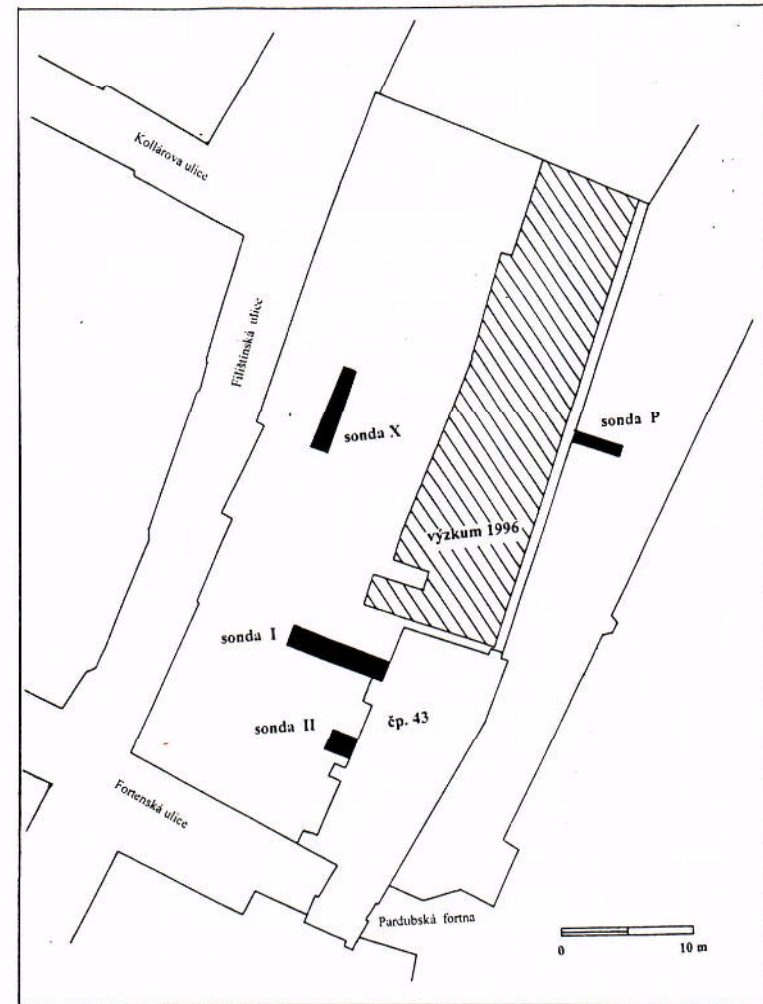 Kollárova ulice
Filištínská ulice
sonda X
sonda P
výzkum 1996
sonda I
sonda II
čp. 43
Fortenská ulice
Pardubská fortna
0
10 m